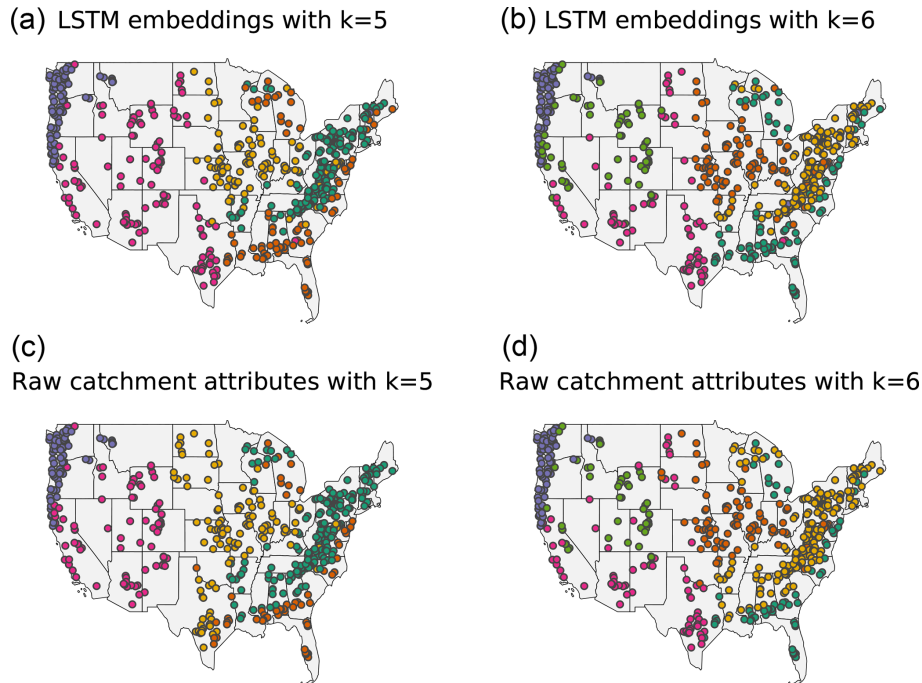 (a) LSTM embeddings with k=5
(b) LSTM embeddings with k=6
(c)
Raw catchment attributes with k=5
(d)
Raw catchment attributes with k=6